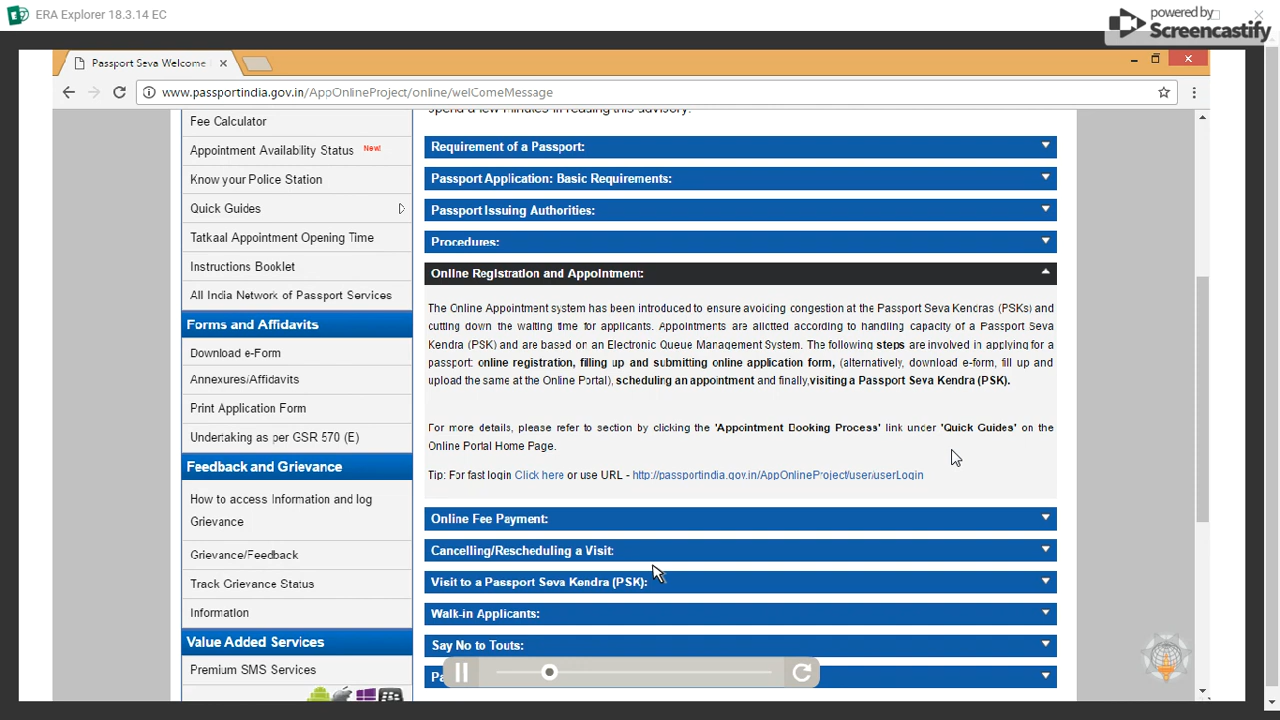 ERA Explorer 18.3.14 EC
powered by
Screencastify
Passport Seva Welcome
www.passportindia.gov.in/AppOnlineProject/online/welComeMessage
Fee Calculator
Appointment Availability Status New!
Know your Police Station
Quick Guides
Tatkaal Appointment Opening Time
Instructions Booklet
All India Network of Passport Services
Forms and Affidavits
Download e-Form
Annexures/Affidavits
Print Application Form
Undertaking as per GSR 570 (E)
Feedback and Grievance
How to access Information and log
Grievance
Grievance/Feedback
Track Grievance Status
Information
Value Added Services
Premium SMS Services
spend a few minutes in reading this advisory.
Requirement of a Passport:
Passport Application: Basic Requirements:
Passport Issuing Authorities:
Procedures:
Online Registration and Appointment:
The Online Appointment system has been introduced to ensure avoiding congestion at the Passport Seva Kendras (PSKs) and
cutting down the waiting time for applicants. Appointments are allotted according to handling capacity of a Passport Seva
Kendra (PSK) and are based on an Electronic Queue Management System. The following steps are involved in applying for a
passport: online registration, filling up and submitting online application form, (alternatively, download e-form, fill up and
upload the same at the Online Portal), scheduling an appointment and finally,visiting a Passport Seva Kendra (PSK).
For more details, please refer to section by clicking the 'Appointment Booking Process' link under 'Quick Guides' on the
Online Portal Home Page.
Tip: For fast login Click here or use URL - http://passportindia.gov.in/AppOnlineProject/user/userLogin
Online Fee Payment:
Cancelling/Rescheduling a Visit:
Visit to a Passport Seva Kendra (PSK):
Walk-in Applicants:
Say No to Touts: